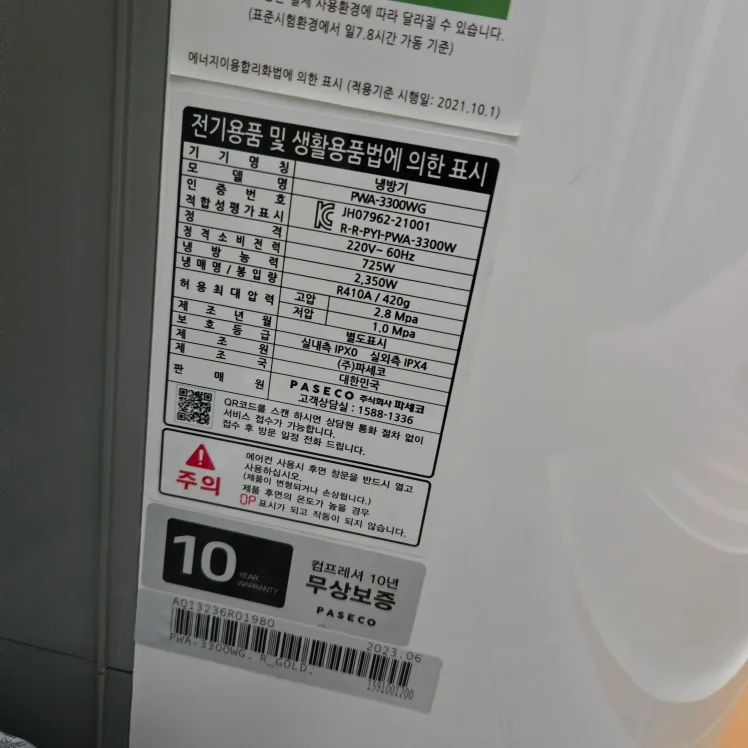 실제 사용환경에 따라 달라질 수 있습니다.
(표준시험환경에서 일7.8시간 가동 기준)
에너지이용합리화법에 의한 표시 (적용기준 시행일: 2021.10.1)
전기용품 및 생활용품법에 의한 표시
기기명칭 냉방기
모델명 PWA-3300WG
인증번호 JH07962-21001
적합성평가표시 R-R-PYI-PWA-3300W
정격 220V~ 60Hz
정격소비전력 725W
냉방능력 2,350W
냉매명/봉입량 R410A / 420g
허용최대압력 고압 2.8 Mpa
저압 1.0 Mpa
제조년월 별도표시
보호등급 실내측 IPX0 실외측 IPX4
제조원 (주)파세코
제조국 대한민국
판매원 PASECO 주식회사 파세코
고객상담실 : 1588-1336
QR코드를 스캔 하시면 상담원 통화 절차 없이
서비스 접수가 가능합니다.
접수 후 방문 일정 전화 드립니다.
주의
에어컨 사용시 후면 창문을 반드시 열고
사용하십시오.
(제품이 변형되거나 손상됩니다.)
제품 후면의 온도가 높을 경우
OP 표시가 되고 작동이 되지 않습니다.
10 YEAR WARRANTY
컴프레셔 10년
무상보증
PASECO
AQ13236R01980
2023.06
PWA-3300WG. R_GOLD.
1591001200